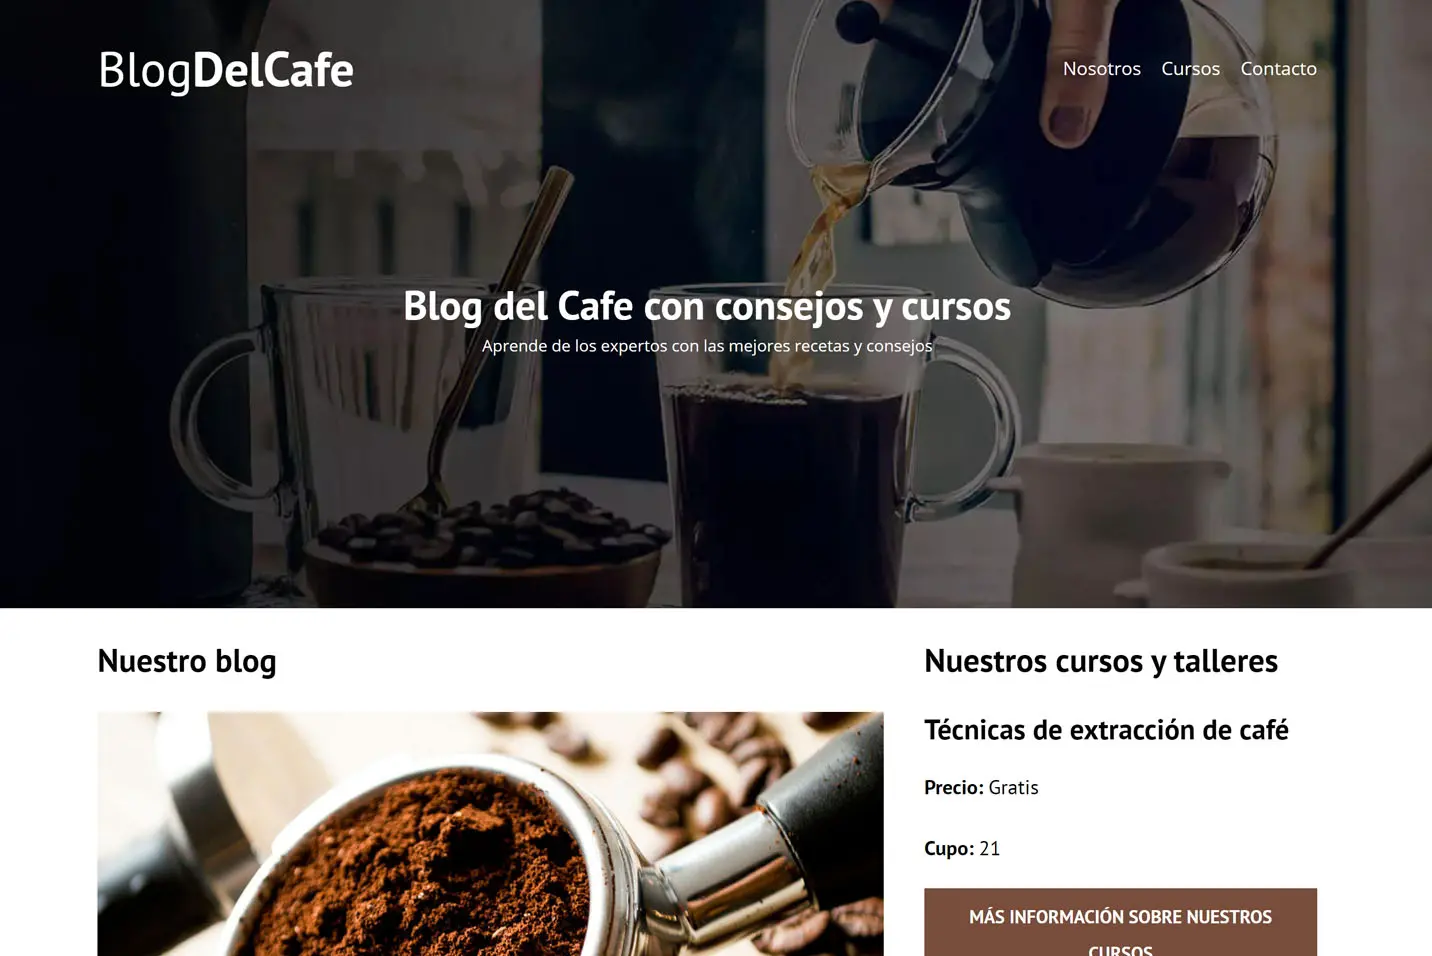 BlogDelCafe
Nosotros Cursos Contacto
Blog del Cafe con consejos y cursos
Aprende de los expertos con las mejores recetas y consejos
Nuestro blog
Nuestros cursos y talleres
Técnicas de extracción de café
Precio: Gratis
Cupo: 21
MÁS INFORMACIÓN SOBRE NUESTROS
CURSOS